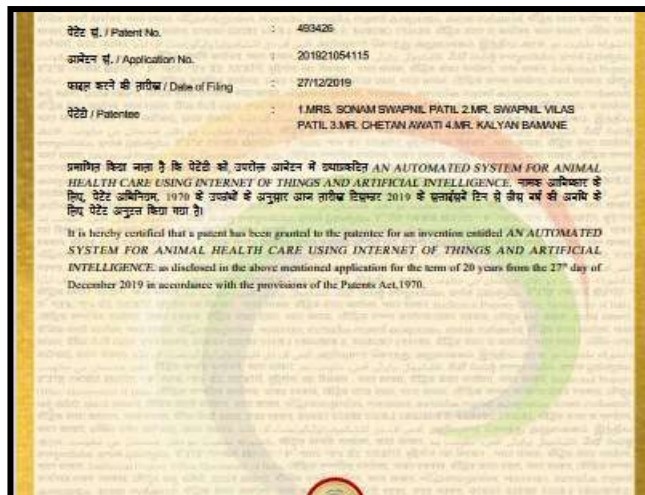 पेटेंट सं. / Patent No. : 493426
आवेदन सं. / Application No. : 201921054115
फाइल करने की तारीख / Date of Filing : 27/12/2019
पेटेंटी / Patentee : 1.MRS. SONAM SWAPNIL PATIL 2.MR. SWAPNIL VILAS
PATIL 3.MR. CHETAN AWATI 4.MR. KALYAN BAMANE
प्रमाणित किया जाता है कि पेटेंटी को, उपरोक्त आवेदन में यथाप्रकटित AN AUTOMATED SYSTEM FOR ANIMAL
HEALTH CARE USING INTERNET OF THINGS AND ARTIFICIAL INTELLIGENCE. नामक आविष्कार के
लिए, पेटेंट अधिनियम, 1970 के उपबंधों के अनुसार आज तारीख दिसम्बर 2019 के सत्ताईसवें दिन से बीस वर्ष की अवधि के
लिए पेटेंट अनुदत्त किया गया है।
It is hereby certified that a patent has been granted to the patentee for an invention entitled AN AUTOMATED
SYSTEM FOR ANIMAL HEALTH CARE USING INTERNET OF THINGS AND ARTIFICIAL
INTELLIGENCE. as disclosed in the above mentioned application for the term of 20 years from the 27th day of
December 2019 in accordance with the provisions of the Patents Act,1970.